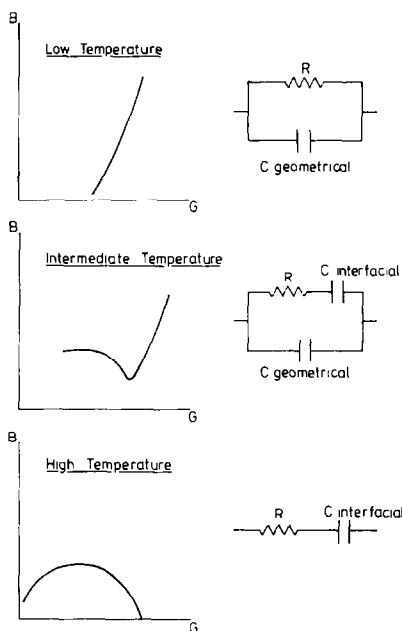 B
Low Temperature
R
C geometrical
G
B
Intermediate Temperature
C interfacial
R
C geometrical
G
B
High Temperature
C interfacial
R
G